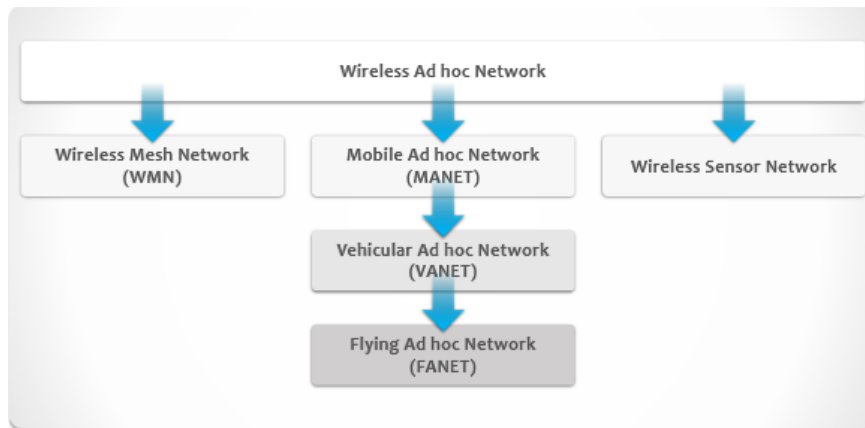 Wireless Ad hoc Network
Wireless Mesh Network
(WMN)
Mobile Ad hoc Network
(MANET)
Wireless Sensor Network
Vehicular Ad hoc Network
(VANET)
Flying Ad hoc Network
(FANET)